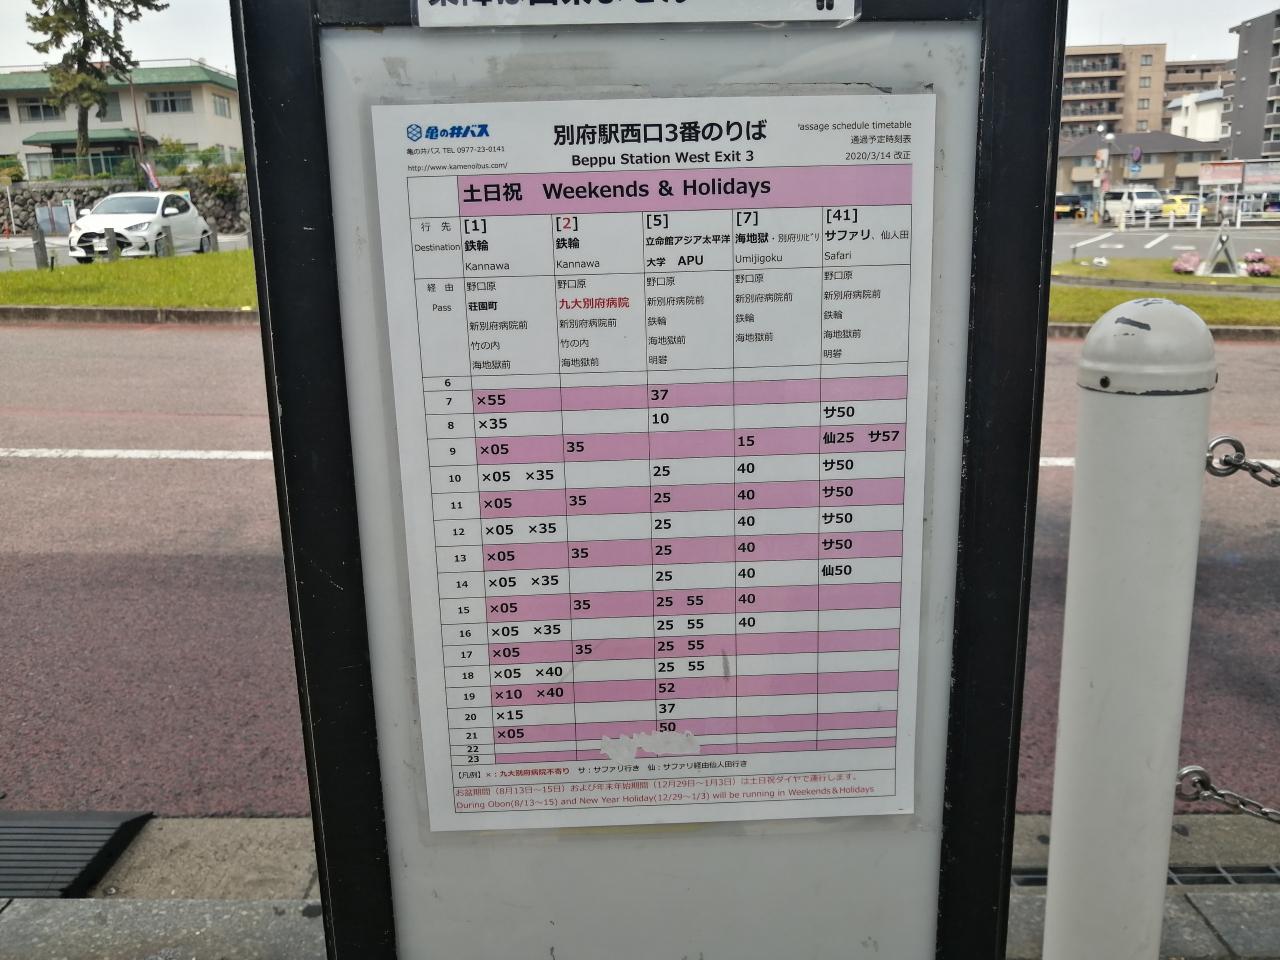 亀の井バス
亀の井バス TEL 0977-23-0141
http://www.kamenoibus.com/
別府駅西口3番のりば
Beppu Station West Exit 3
assage schedule timetable
通過予定時刻表
2020/3/14 改正
土日祝 Weekends & Holidays
行先 [1] [2] [5] [7] [41]
Destination 鉄輪 鉄輪 立命館アジア太平洋 海地獄・別府ﾘﾊﾋﾞﾘ サファリ、仙人田
Kannawa Kannawa 大学 APU Umijigoku Safari
経由 野口原 野口原 野口原 野口原 野口原
Pass 荘園町 九大別府病院 新別府病院前 新別府病院前 新別府病院前
新別府病院前 新別府病院前 鉄輪 鉄輪 鉄輪
竹の内 竹の内 海地獄前 海地獄前 海地獄前
海地獄前 海地獄前 明礬 明礬
6
7 ×55 37
8 ×35 10 サ50
9 ×05 35 15 仙25 サ57
10 ×05 ×35 25 40 サ50
11 ×05 35 25 40 サ50
12 ×05 ×35 25 40 サ50
13 ×05 35 25 40 サ50
14 ×05 ×35 25 40 仙50
15 ×05 35 25 55 40
16 ×05 ×35 25 55 40
17 ×05 35 25 55
18 ×05 ×40 25 55
19 ×10 ×40 52
20 ×15 37
21 ×05 50
22
23
【凡例】×：九大別府病院不寄り サ：サファリ行き 仙：サファリ経由仙人田行き
お盆期間（8月13日～15日）および年末年始期間（12月29日～1月3日）は土日祝ダイヤで運行します。
During Obon(8/13～15) and New Year Holiday(12/29～1/3) will be running in Weekends＆Holidays